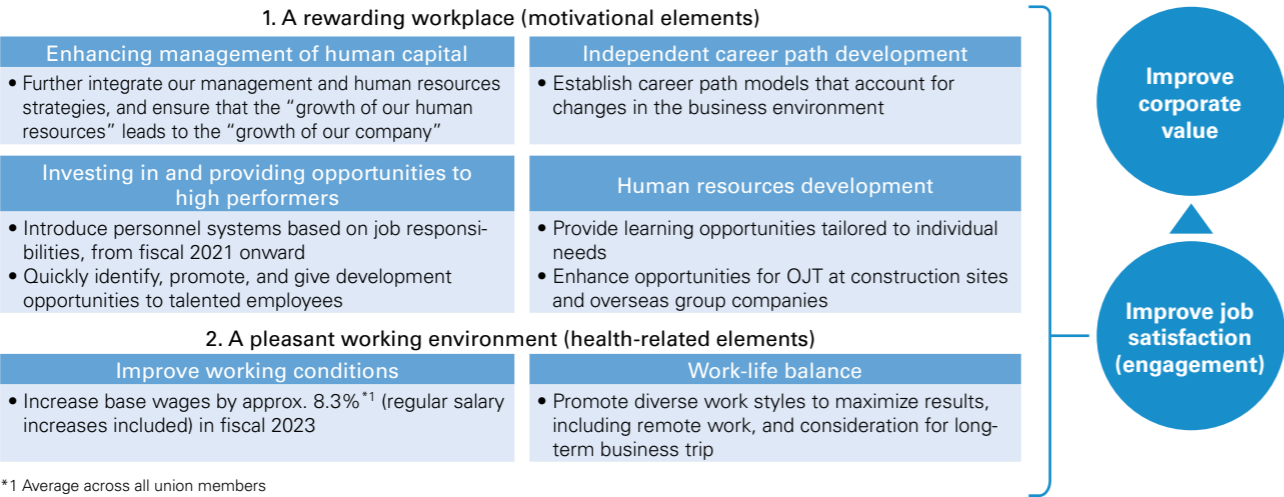 1. A rewarding workplace (motivational elements)
Enhancing management of human capital
• Further integrate our management and human resources
strategies, and ensure that the “growth of our human
resources” leads to the “growth of our company”
Independent career path development
• Establish career path models that account for
changes in the business environment
Investing in and providing opportunities to
high performers
• Introduce personnel systems based on job responsi-
bilities, from fiscal 2021 onward
• Quickly identify, promote, and give development
opportunities to talented employees
Human resources development
• Provide learning opportunities tailored to individual
needs
• Enhance opportunities for OJT at construction sites
and overseas group companies
2. A pleasant working environment (health-related elements)
Improve working conditions
• Increase base wages by approx. 8.3%*1 (regular salary
increases included) in fiscal 2023
Work-life balance
• Promote diverse work styles to maximize results,
including remote work, and consideration for long-
term business trip
*1 Average across all union members
Improve
corporate
value
Improve job
satisfaction
(engagement)